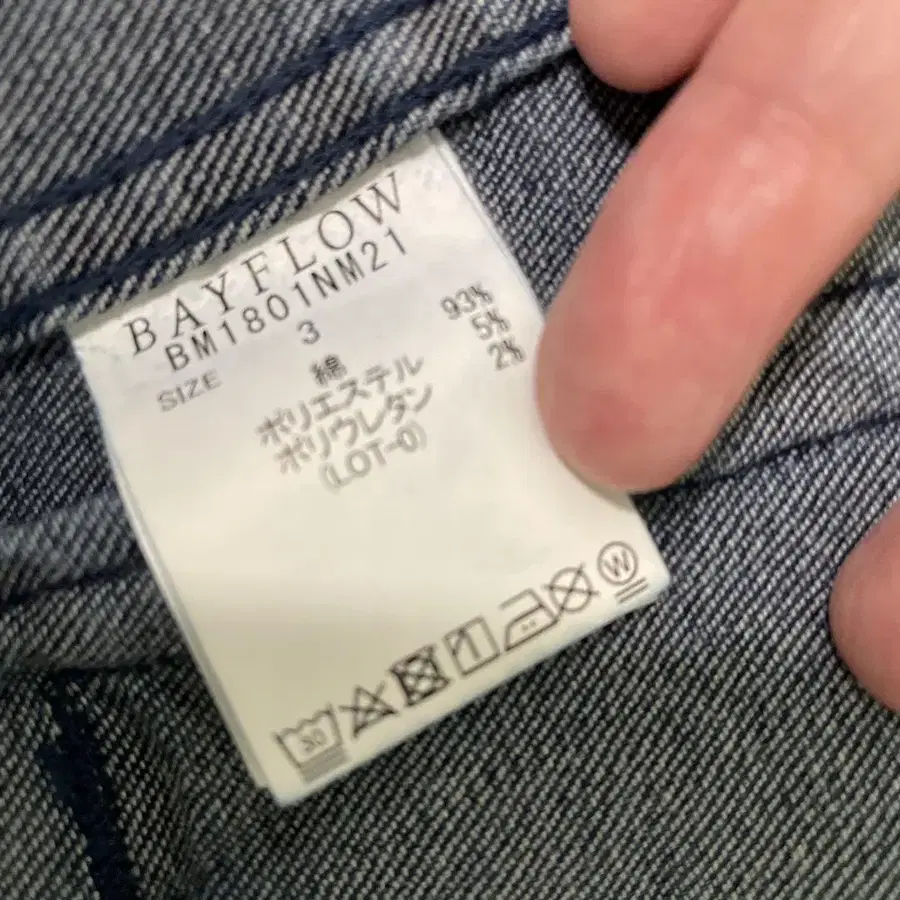 BAYFLOW
BM1801NM21
SIZE 3
綿 93%
ポリエステル 5%
ポリウレタン 2%
(LOT-0)
30
W